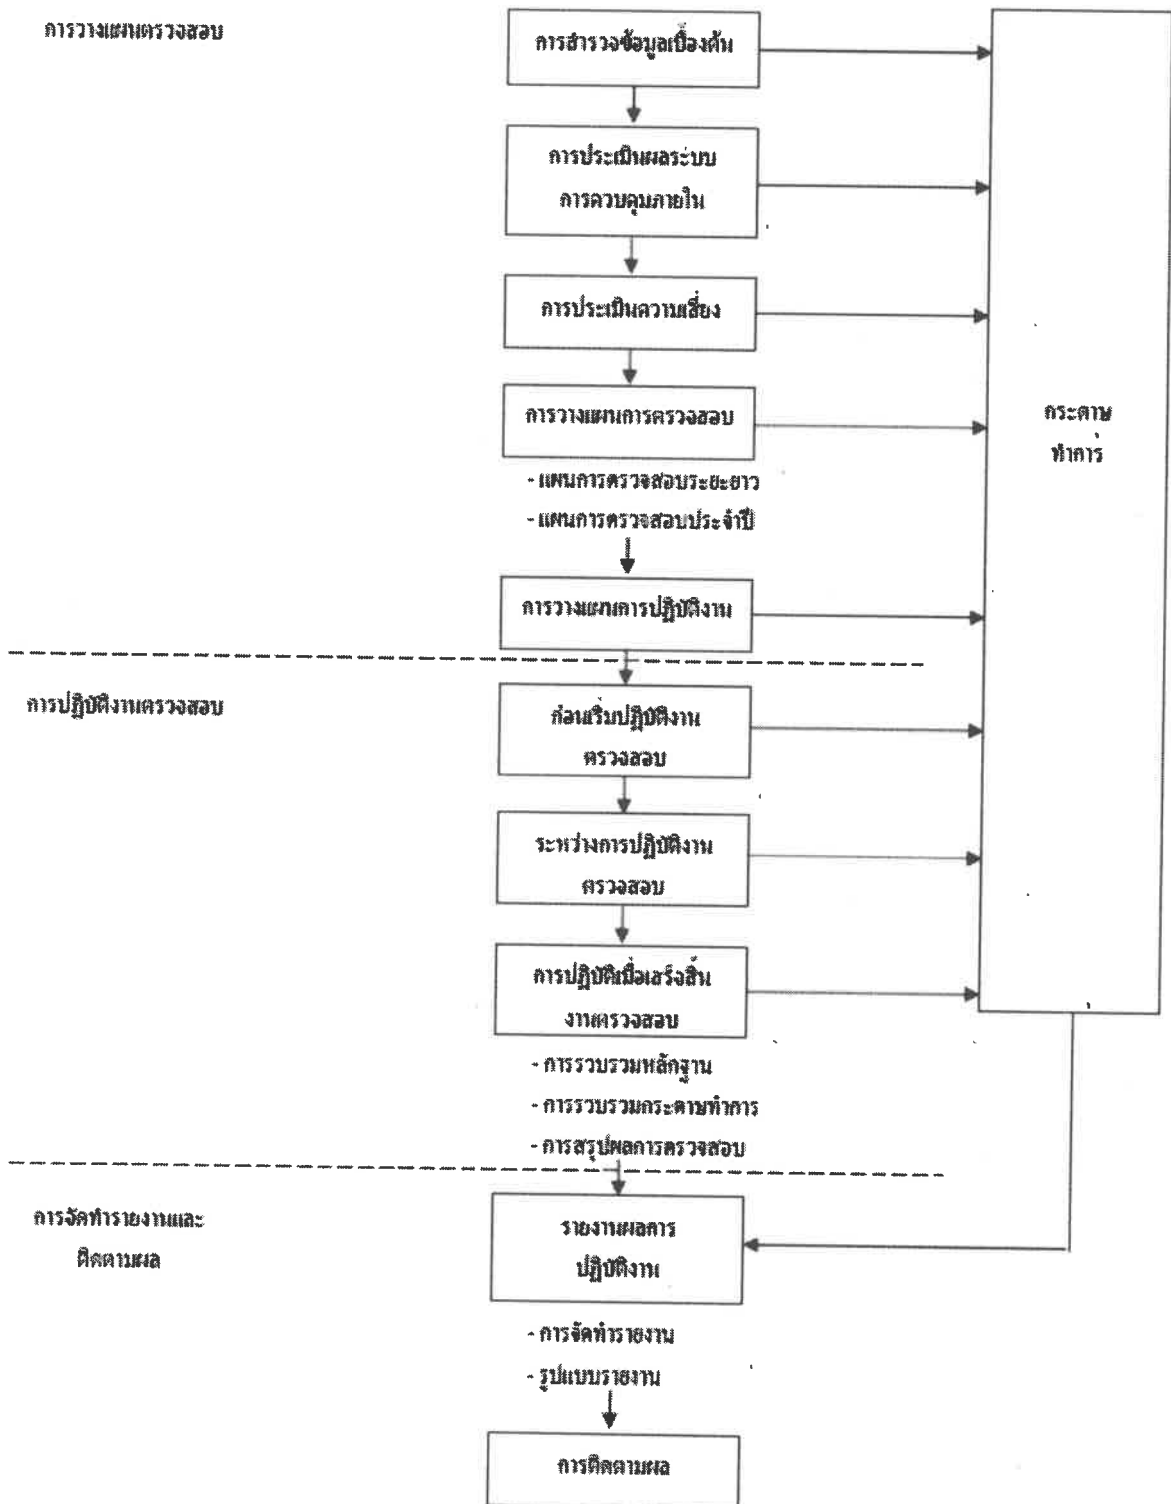 การวางแผนตรวจสอบ
การสำรวจข้อมูลเบื้องต้น
การประเมินผลระบบ
การควบคุมภายใน
การประเมินความเสี่ยง
การวางแผนการตรวจสอบ
- แผนการตรวจสอบระยะยาว
- แผนการตรวจสอบประจำปี
การวางแผนการปฏิบัติงาน
กระดาษ
ทำการ
การปฏิบัติงานตรวจสอบ
ก่อนเริ่มปฏิบัติงาน
ตรวจสอบ
ระหว่างการปฏิบัติงาน
ตรวจสอบ
การปฏิบัติเมื่อเสร็จสิ้น
งานตรวจสอบ
- การรวบรวมหลักฐาน
- การรวบรวมกระดาษทำการ
- การสรุปผลการตรวจสอบ
การจัดทำรายงานและ
ติดตามผล
รายงานผลการ
ปฏิบัติงาน
- การจัดทำรายงาน
- รูปแบบรายงาน
การติดตามผล